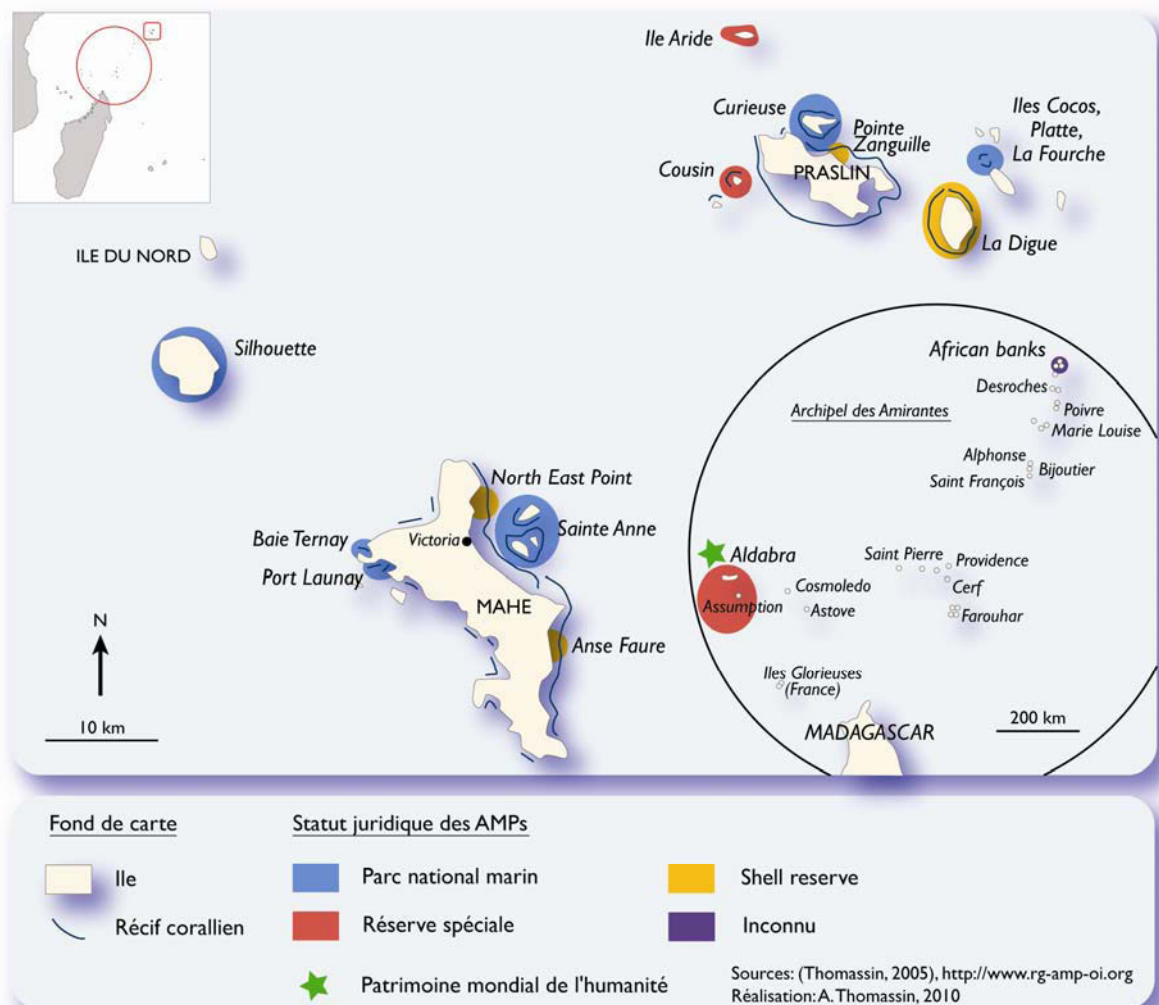 Ile Aride
Curieuse
Pointe
Zanguille
Iles Cocos,
Platte,
La Fourche
Cousin
PRASLIN
La Digue
ILE DU NORD
Silhouette
North East Point
Sainte Anne
Baie Ternay
Victoria
Port Launay
MAHE
Anse Faure
N
10 km
African banks
Desroches
Archipel des Amirantes
Poivre
Marie Louise
Alphonse
Bijoutier
Saint François
Aldabra
Saint Pierre
Providence
Cosmoledo
Cerf
Assumption
Astove
Farouhar
Iles Glorieuses
(France)
MADAGASCAR
200 km
Fond de carte
Ile
Récif corallien
Statut juridique des AMPs
Parc national marin
Shell reserve
Réserve spéciale
Inconnu
Patrimoine mondial de l'humanité
Sources: (Thomassin, 2005), http://www.rg-amp-oi.org
Réalisation: A. Thomassin, 2010